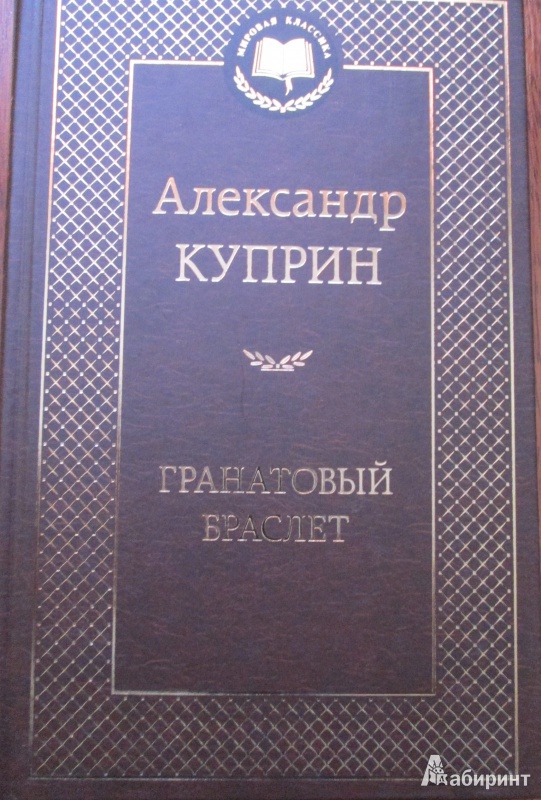 МИРОВАЯ КЛАССИКА
Александр
КУПРИН
ГРАНАТОВЫЙ
БРАСЛЕТ
Лабиринт